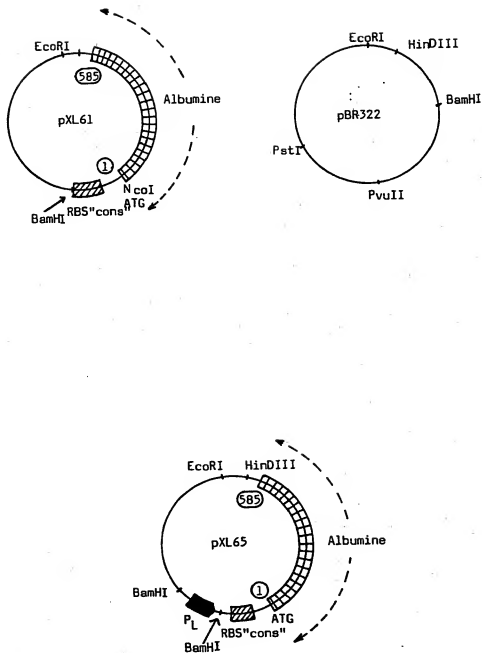 EcoRI
585
pXL61
Albumine
1
NcoI
ATG
RBS"cons"
BamHI
EcoRI
HinDIII
BamHI
pBR322
PstI
PvuII
EcoRI
HinDIII
585
pXL65
Albumine
1
BamHI
PL
ATG
RBS"cons"
BamHI